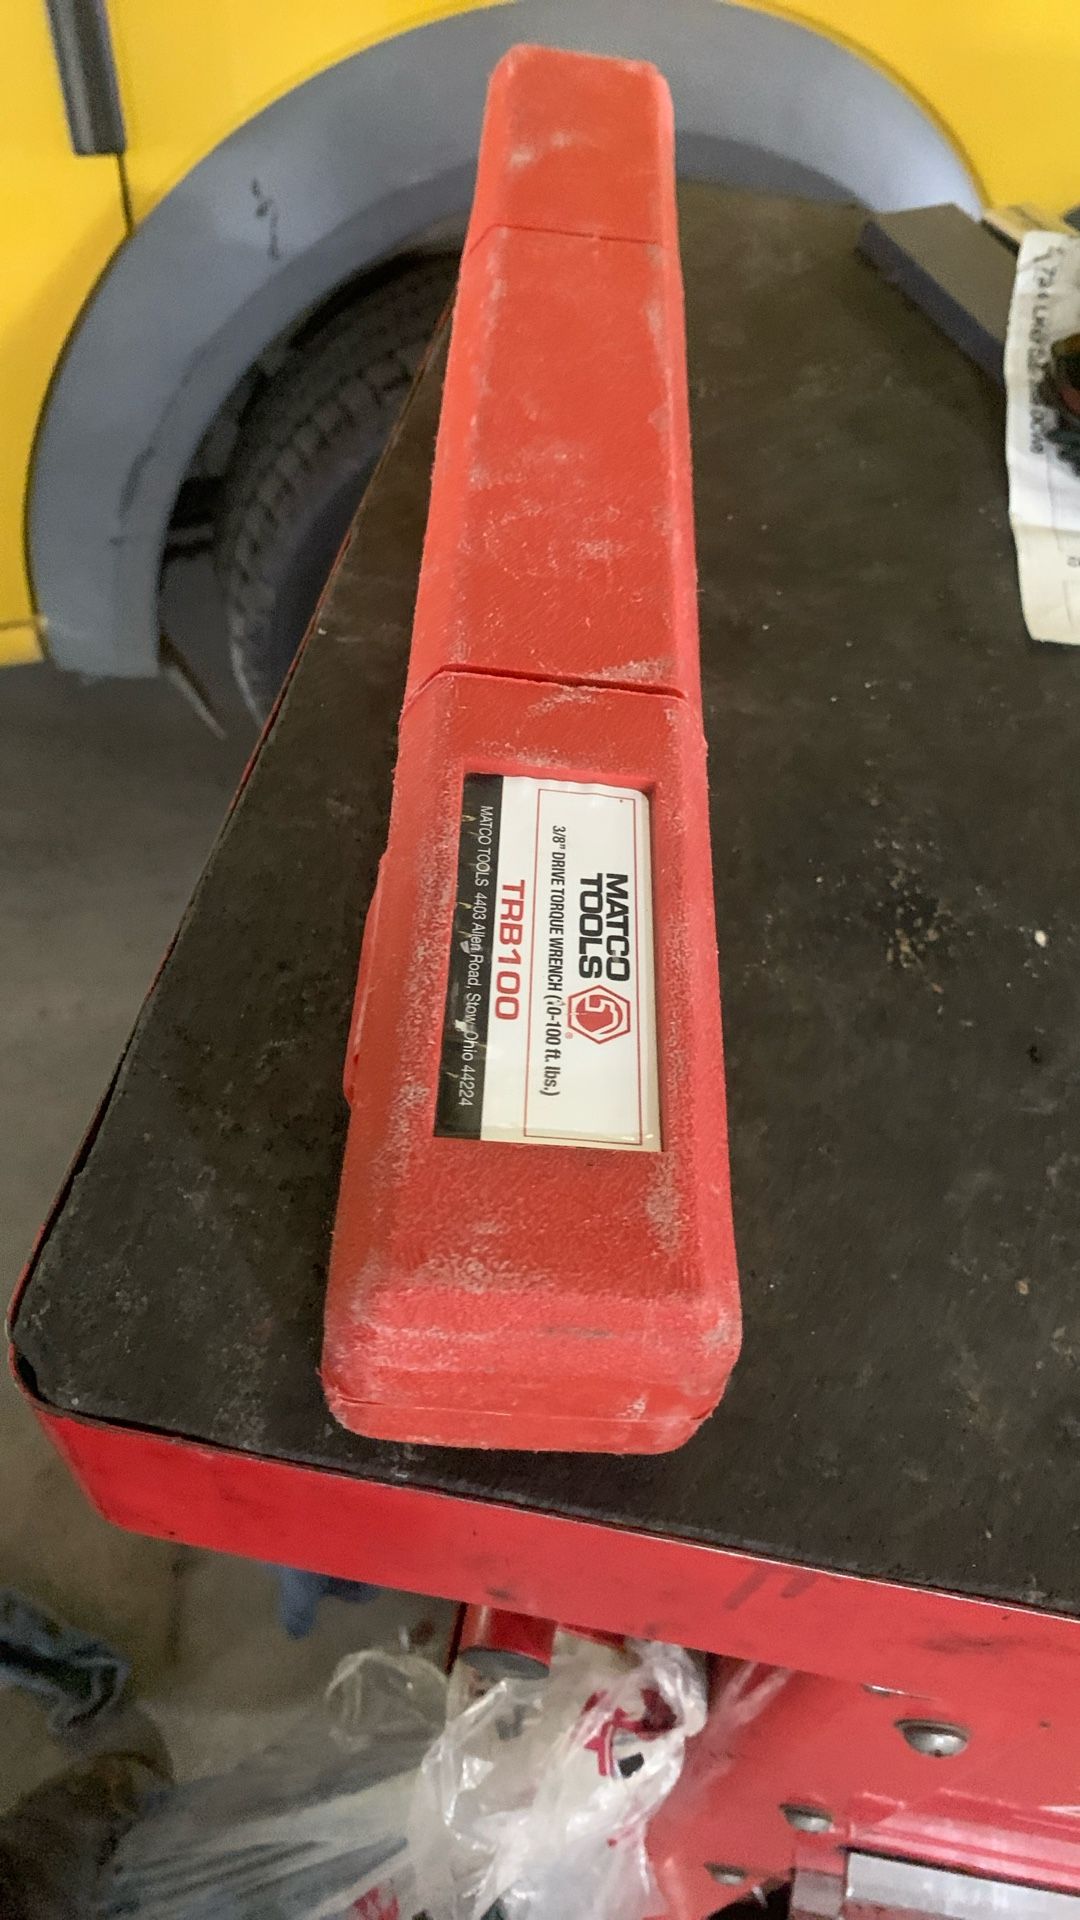 MATCO
TOOLS
3/8" DRIVE TORQUE WRENCH (10-100 ft. lbs.)
TRB100
MATCO TOOLS 4403 Allen Road, Stow, Ohio 44224